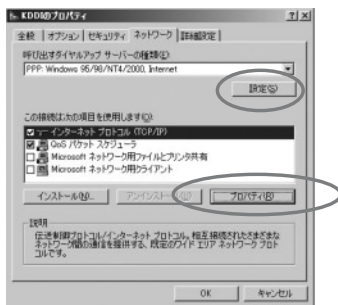 KDDIのプロパティ
全般 オプション セキュリティ ネットワーク 詳細設定
呼び出すダイヤルアップ サーバーの種類(E):
PPP: Windows 95/98/NT4/2000, Internet
設定(S)
この接続は次の項目を使用します(O):
インターネット プロトコル (TCP/IP)
QoS パケット スケジューラ
Microsoft ネットワーク用ファイルとプリンタ共有
Microsoft ネットワーク用クライアント
インストール(N)... アンインストール(U) プロパティ(R)
説明
伝送制御プロトコル/インターネット プロトコル。相互接続されたさまざまな
ネットワーク間の通信を提供する、既定のワイド エリア ネットワーク プロト
コルです。
OK キャンセル